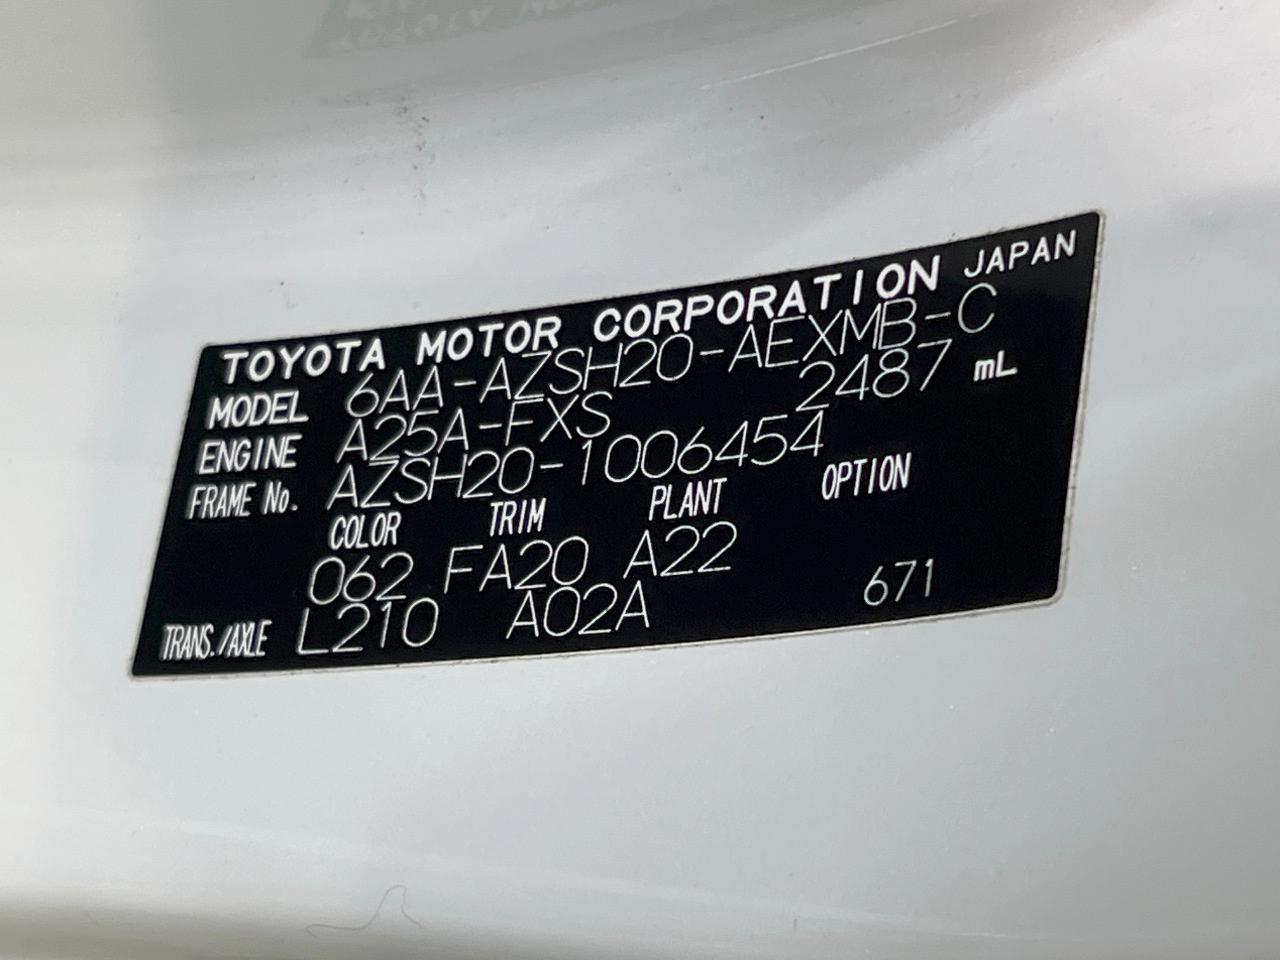 TOYOTA MOTOR CORPORATION JAPAN
MODEL 6AA-AZSH20-AEXMB-C
ENGINE A25A-FXS 2487 mL
FRAME No. AZSH20-1006454
COLOR TRIM PLANT OPTION
062 FA20 A22
TRANS./AXLE L210 A02A 671